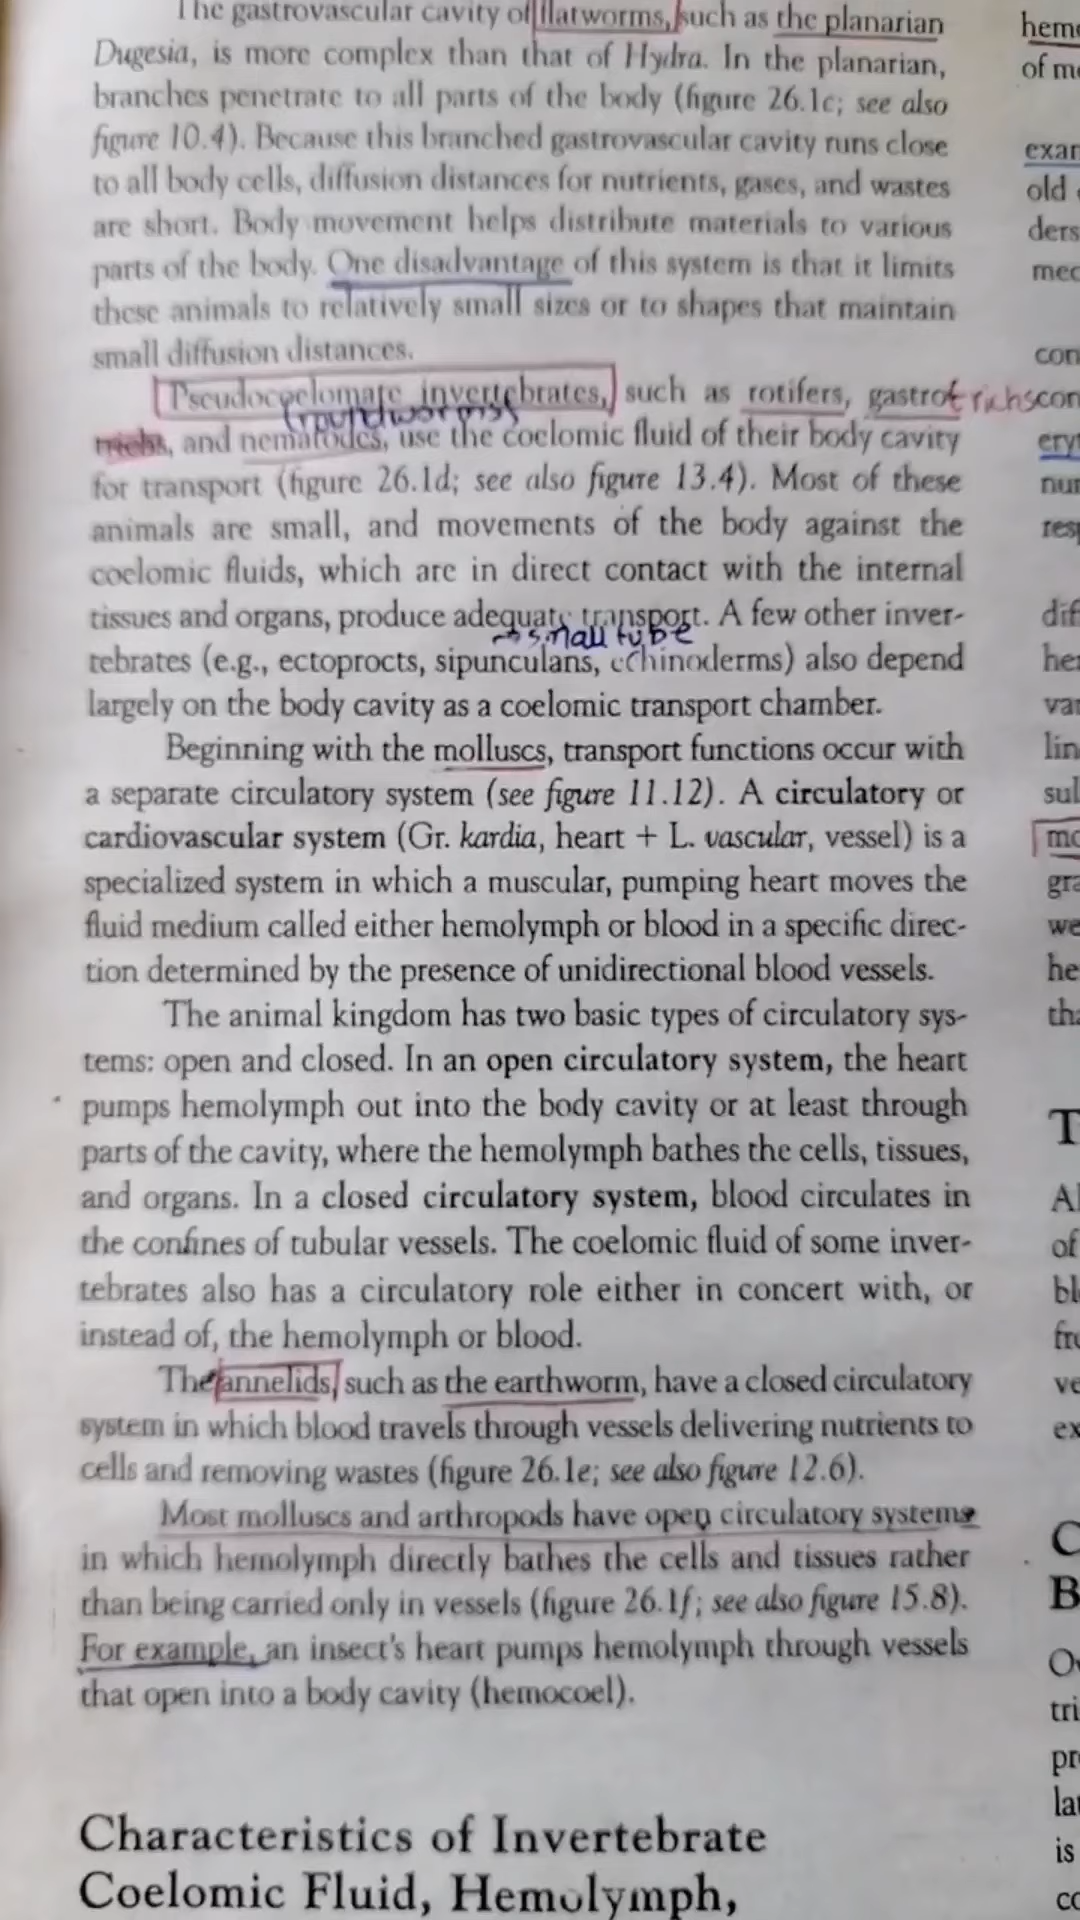 The gastrovascular cavity of flatworms, such as the planarian
Dugesia, is more complex than that of Hydra. In the planarian,
branches penetrate to all parts of the body (figure 26.1c; see also
figure 10.4). Because this branched gastrovascular cavity runs close
to all body cells, diffusion distances for nutrients, gases, and wastes
are short. Body movement helps distribute materials to various
parts of the body. One disadvantage of this system is that it limits
these animals to relatively small sizes or to shapes that maintain
small diffusion distances.
Pseudocoelomate invertebrates, such as rotifers, gastrotrichs
(roundworms)
trichs, and nematodes, use the coelomic fluid of their body cavity
for transport (figure 26.1d; see also figure 13.4). Most of these
animals are small, and movements of the body against the
coelomic fluids, which are in direct contact with the internal
tissues and organs, produce adequate transport. A few other inver-
→ small tube
tebrates (e.g., ectoprocts, sipunculans, echinoderms) also depend
largely on the body cavity as a coelomic transport chamber.
Beginning with the molluscs, transport functions occur with
a separate circulatory system (see figure 11.12). A circulatory or
cardiovascular system (Gr. kardia, heart + L. vascular, vessel) is a
specialized system in which a muscular, pumping heart moves the
fluid medium called either hemolymph or blood in a specific direc-
tion determined by the presence of unidirectional blood vessels.
The animal kingdom has two basic types of circulatory sys-
tems: open and closed. In an open circulatory system, the heart
pumps hemolymph out into the body cavity or at least through
parts of the cavity, where the hemolymph bathes the cells, tissues,
and organs. In a closed circulatory system, blood circulates in
the confines of tubular vessels. The coelomic fluid of some inver-
tebrates also has a circulatory role either in concert with, or
instead of, the hemolymph or blood.
The annelids, such as the earthworm, have a closed circulatory
system in which blood travels through vessels delivering nutrients to
cells and removing wastes (figure 26.1e; see also figure 12.6).
Most molluscs and arthropods have open circulatory systems
in which hemolymph directly bathes the cells and tissues rather
than being carried only in vessels (figure 26.1f; see also figure 15.8).
For example, an insect's heart pumps hemolymph through vessels
that open into a body cavity (hemocoel).
Characteristics of Invertebrate
Coelomic Fluid, Hemolymph,